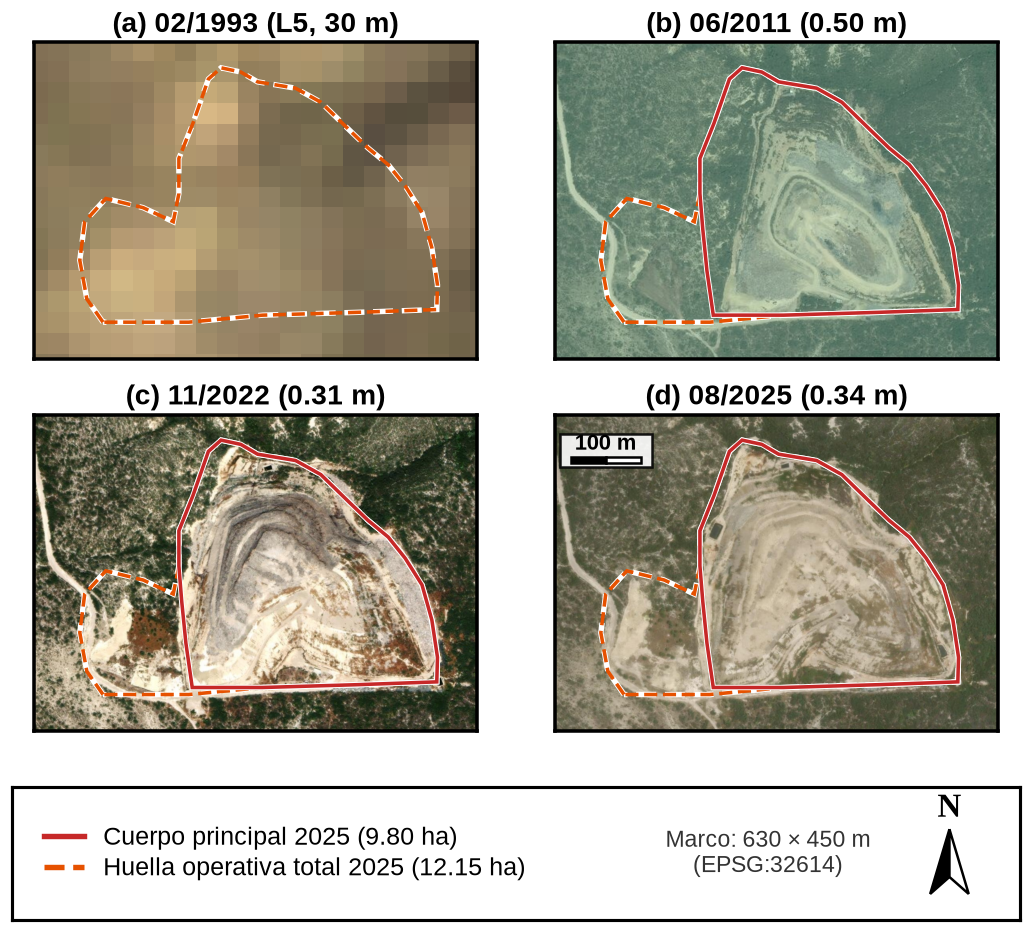 (a) 02/1993 (L5, 30 m)
(b) 06/2011 (0.50 m)
(c) 11/2022 (0.31 m)
(d) 08/2025 (0.34 m)
100 m
Cuerpo principal 2025 (9.80 ha)
Huella operativa total 2025 (12.15 ha)
Marco: 630 × 450 m
(EPSG:32614)
N